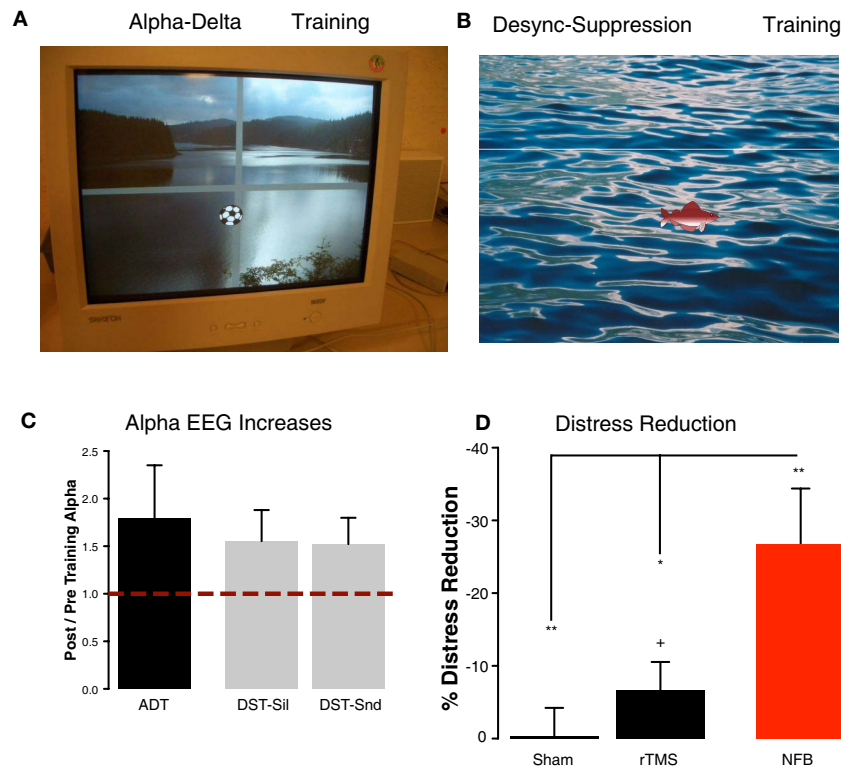 A
Alpha-Delta Training
B
Desync-Suppression Training
C
Alpha EEG Increases
Post / Pre Training Alpha
2.5
2.0
1.5
1.0
0.5
0.0
ADT
DST-Sil
DST-Snd
D
Distress Reduction
% Distress Reduction
-40
-30
-20
-10
0
**
*
+
**
Sham
rTMS
NFB